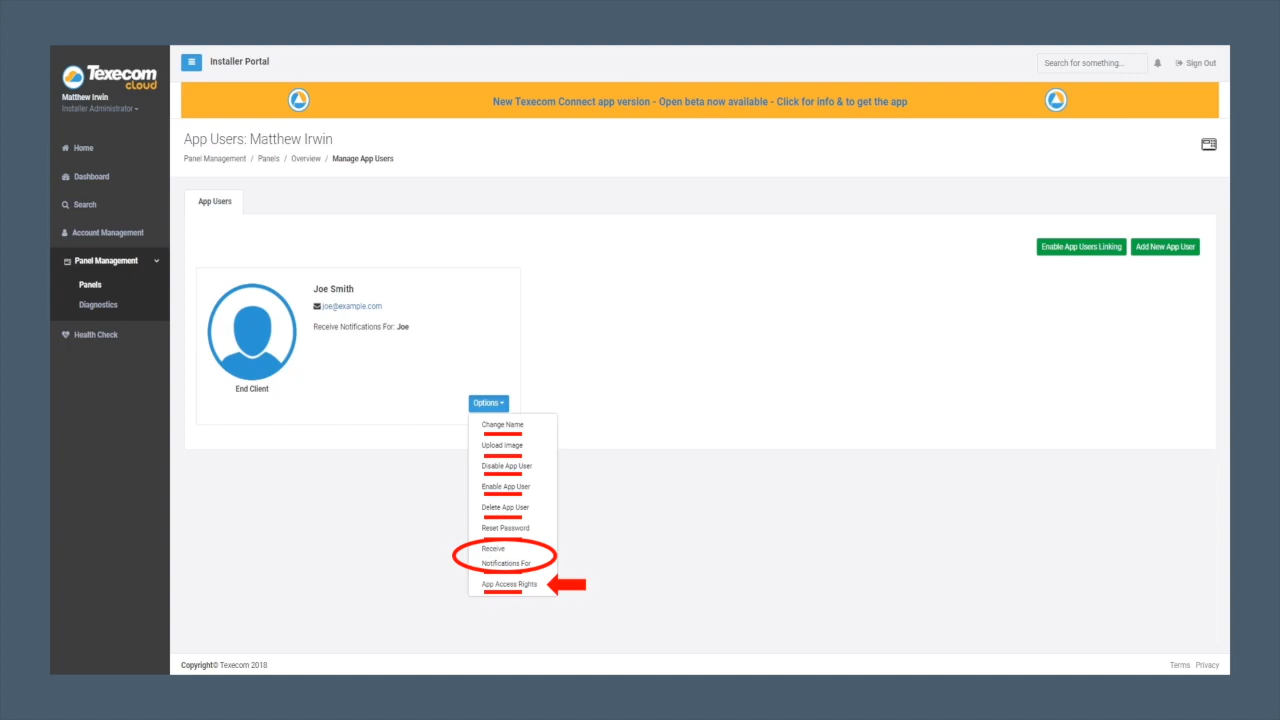 Texecom
cloud
Matthew Irwin
Installer Administrator
Home
Dashboard
Search
Account Management
Panel Management
Panels
Diagnostics
Health Check
Installer Portal
Search for something...
Sign Out
New Texecom Connect app version - Open beta now available - Click for info & to get the app
App Users: Matthew Irwin
Panel Management / Panels / Overview / Manage App Users
App Users
Enable App Users Linking
Add New App User
Joe Smith
joe@example.com
Receive Notifications For: Joe
End Client
Options
Change Name
Upload Image
Disable App User
Enable App User
Delete App User
Reset Password
Receive
Notifications For
App Access Rights
Copyright© Texecom 2018
Terms Privacy